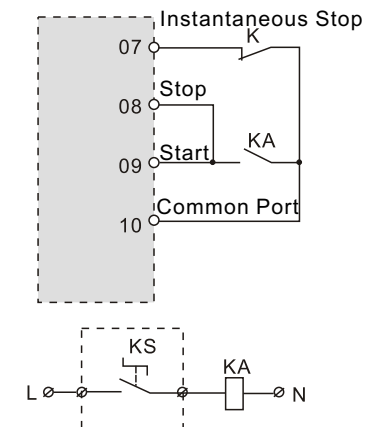 Instantaneous Stop
07
K
Stop
08
KA
Start
09
Common Port
10
KS
KA
L
N